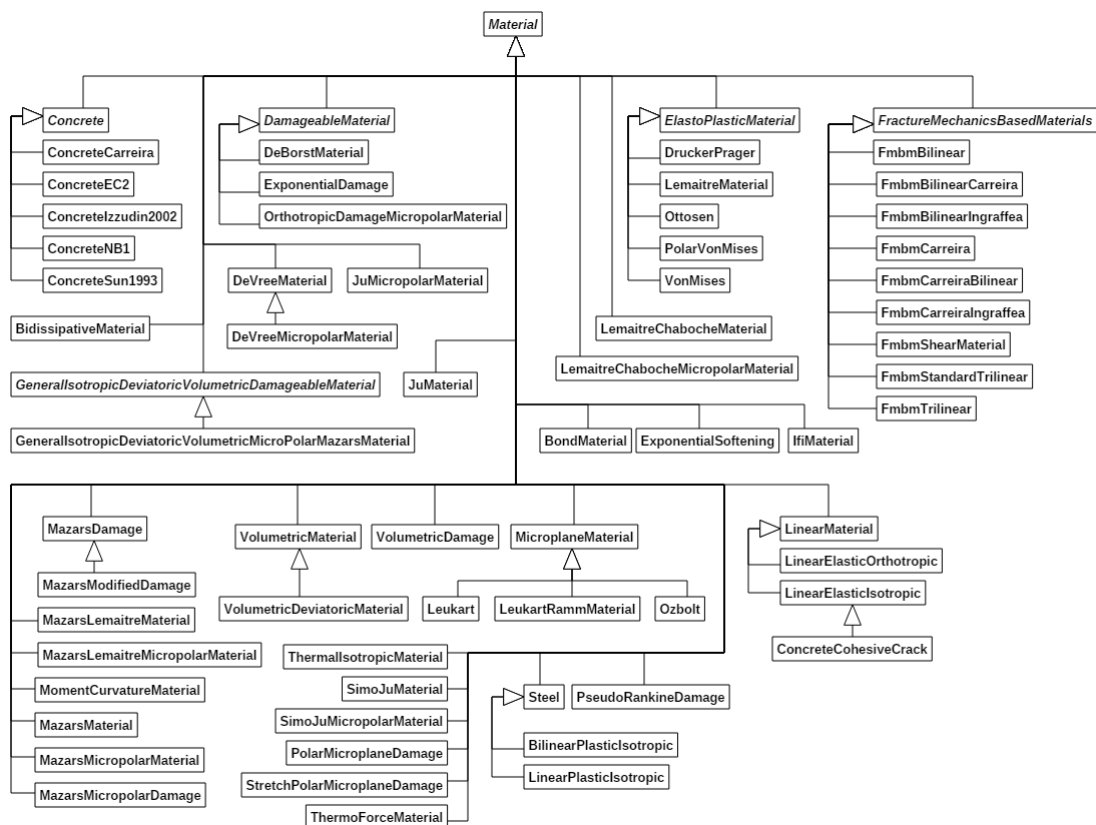 Material
Concrete
DamageableMaterial
ElastoPlasticMaterial
FractureMechanicsBasedMaterials
ConcreteCarreira
DeBorstMaterial
DruckerPrager
FmbmBilinear
ConcreteEC2
ExponentialDamage
LemaitreMaterial
FmbmBilinearCarreira
ConcreteIzzudin2002
OrthotropicDamageMicropolarMaterial
Ottosen
FmbmBilinearIngraffea
ConcreteNB1
PolarVonMises
FmbmCarreira
ConcreteSun1993
DeVreeMaterial
JuMicropolarMaterial
VonMises
FmbmCarreiraBilinear
FmbmCarreiraIngraffea
BidissipativeMaterial
DeVreeMicropolarMaterial
LemaitreChabocheMaterial
FmbmShearMaterial
LemaitreChabocheMicropolarMaterial
GeneralIsotropicDeviatoricVolumetricDamageableMaterial
JuMaterial
FmbmStandardTrilinear
FmbmTrilinear
GeneralIsotropicDeviatoricVolumetricMicroPolarMazarsMaterial
BondMaterial
ExponentialSoftening
IfiMaterial
MazarsDamage
VolumetricMaterial
VolumetricDamage
MicroplaneMaterial
LinearMaterial
LinearElasticOrthotropic
MazarsModifiedDamage
LinearElasticIsotropic
VolumetricDeviatoricMaterial
Leukart
LeukartRammMaterial
Ozbolt
MazarsLemaitreMaterial
ConcreteCohesiveCrack
MazarsLemaitreMicropolarMaterial
ThermalIsotropicMaterial
MomentCurvatureMaterial
SimoJuMaterial
Steel
PseudoRankineDamage
MazarsMaterial
SimoJuMicropolarMaterial
BilinearPlasticIsotropic
MazarsMicropolarMaterial
PolarMicroplaneDamage
LinearPlasticIsotropic
StretchPolarMicroplaneDamage
MazarsMicropolarDamage
ThermoForceMaterial